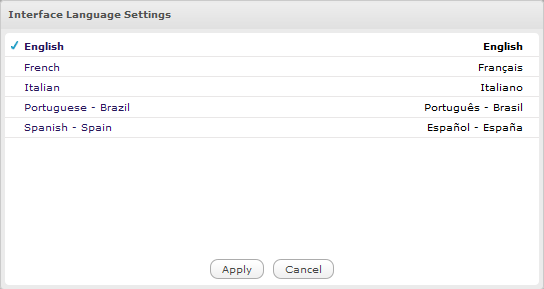 Interface Language Settings
English English
French Français
Italian Italiano
Portuguese - Brazil Português - Brasil
Spanish - Spain Español - España
Apply Cancel